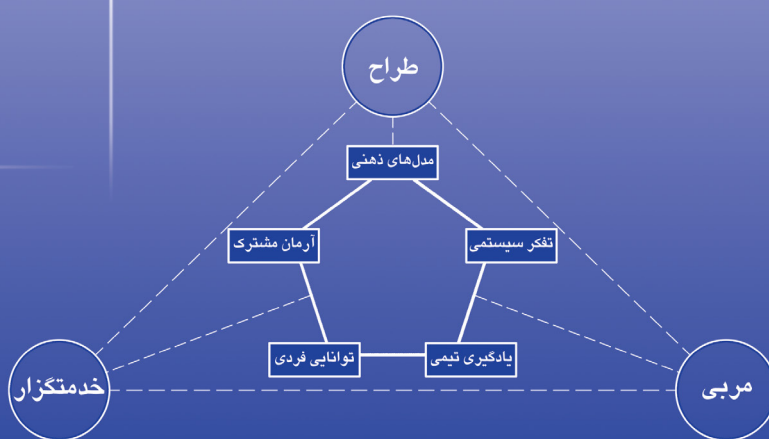 طراح
مدل‌های ذهنی
تفکر سیستمی
آرمان مشترک
یادگیری تیمی
توانایی فردی
مربی
خدمتگزار